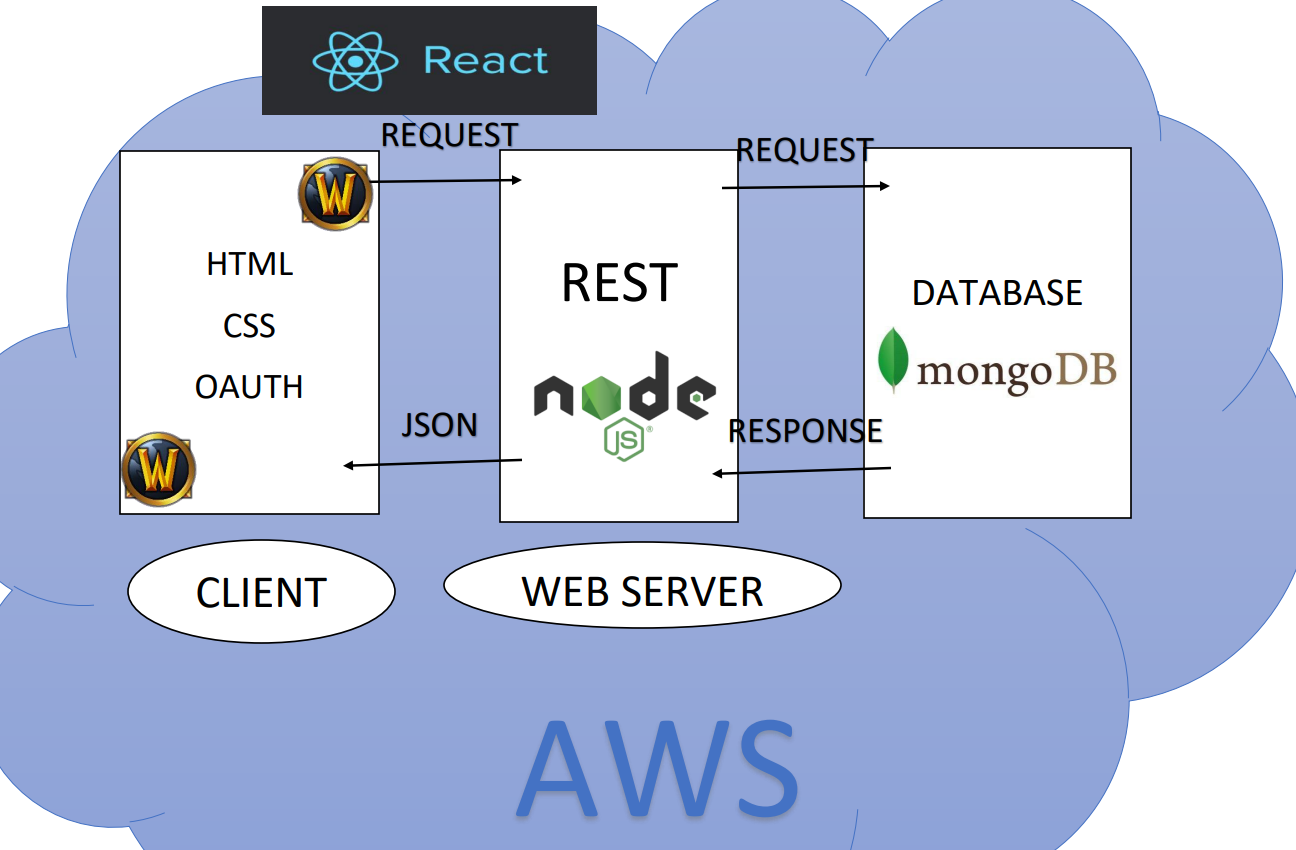 React
REQUEST
REQUEST
W
HTML
CSS
OAUTH
W
JSON
REST
node
JS
®
RESPONSE
DATABASE
mongoDB
CLIENT
WEB SERVER
AWS